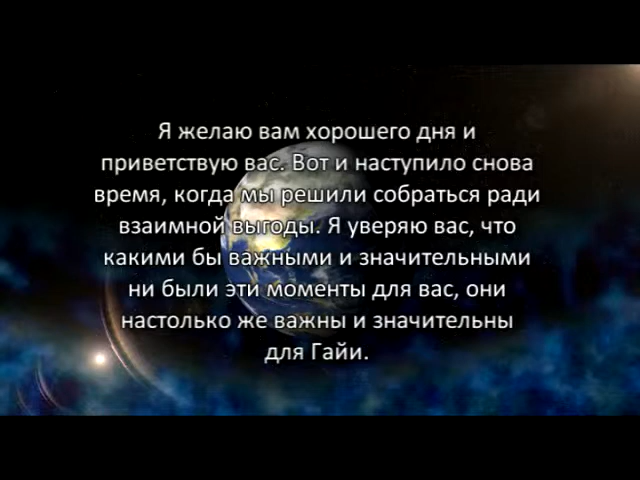 Я желаю вам хорошего дня и
приветствую вас. Вот и наступило снова
время, когда мы решили собраться ради
взаимной выгоды. Я уверяю вас, что
какими бы важными и значительными
ни были эти моменты для вас, они
настолько же важны и значительны
для Гайи.